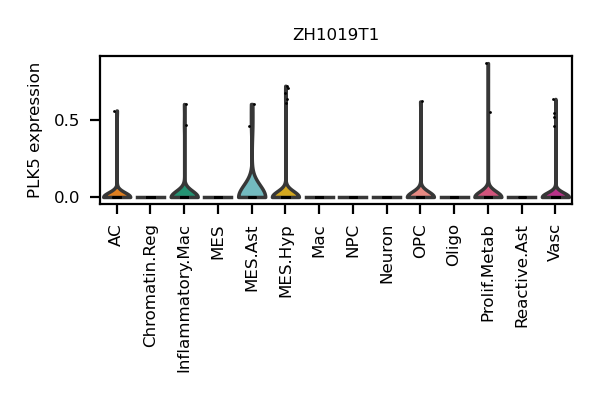 ZH1019T1
PLK5 expression
0.5
0.0
AC
Chromatin.Reg
Inflammatory.Mac
MES
MES.Ast
MES.Hyp
Mac
NPC
Neuron
OPC
Oligo
Prolif.Metab
Reactive.Ast
Vasc